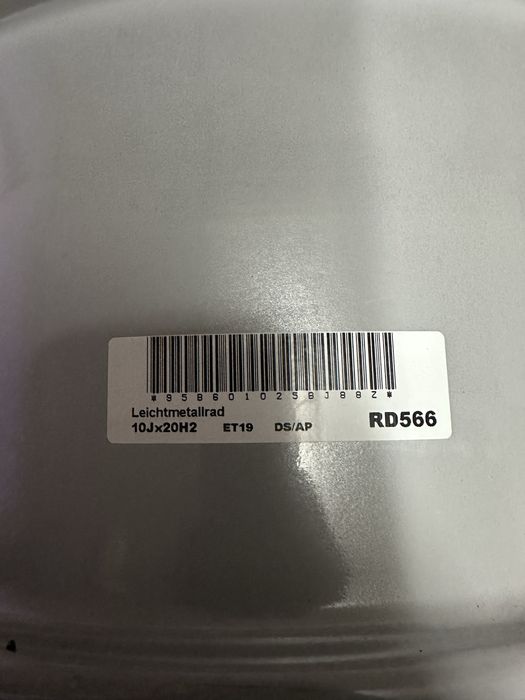 *95B601025BJ88Z*
Leichtmetallrad
10Jx20H2 ET19 DS/AP RD566